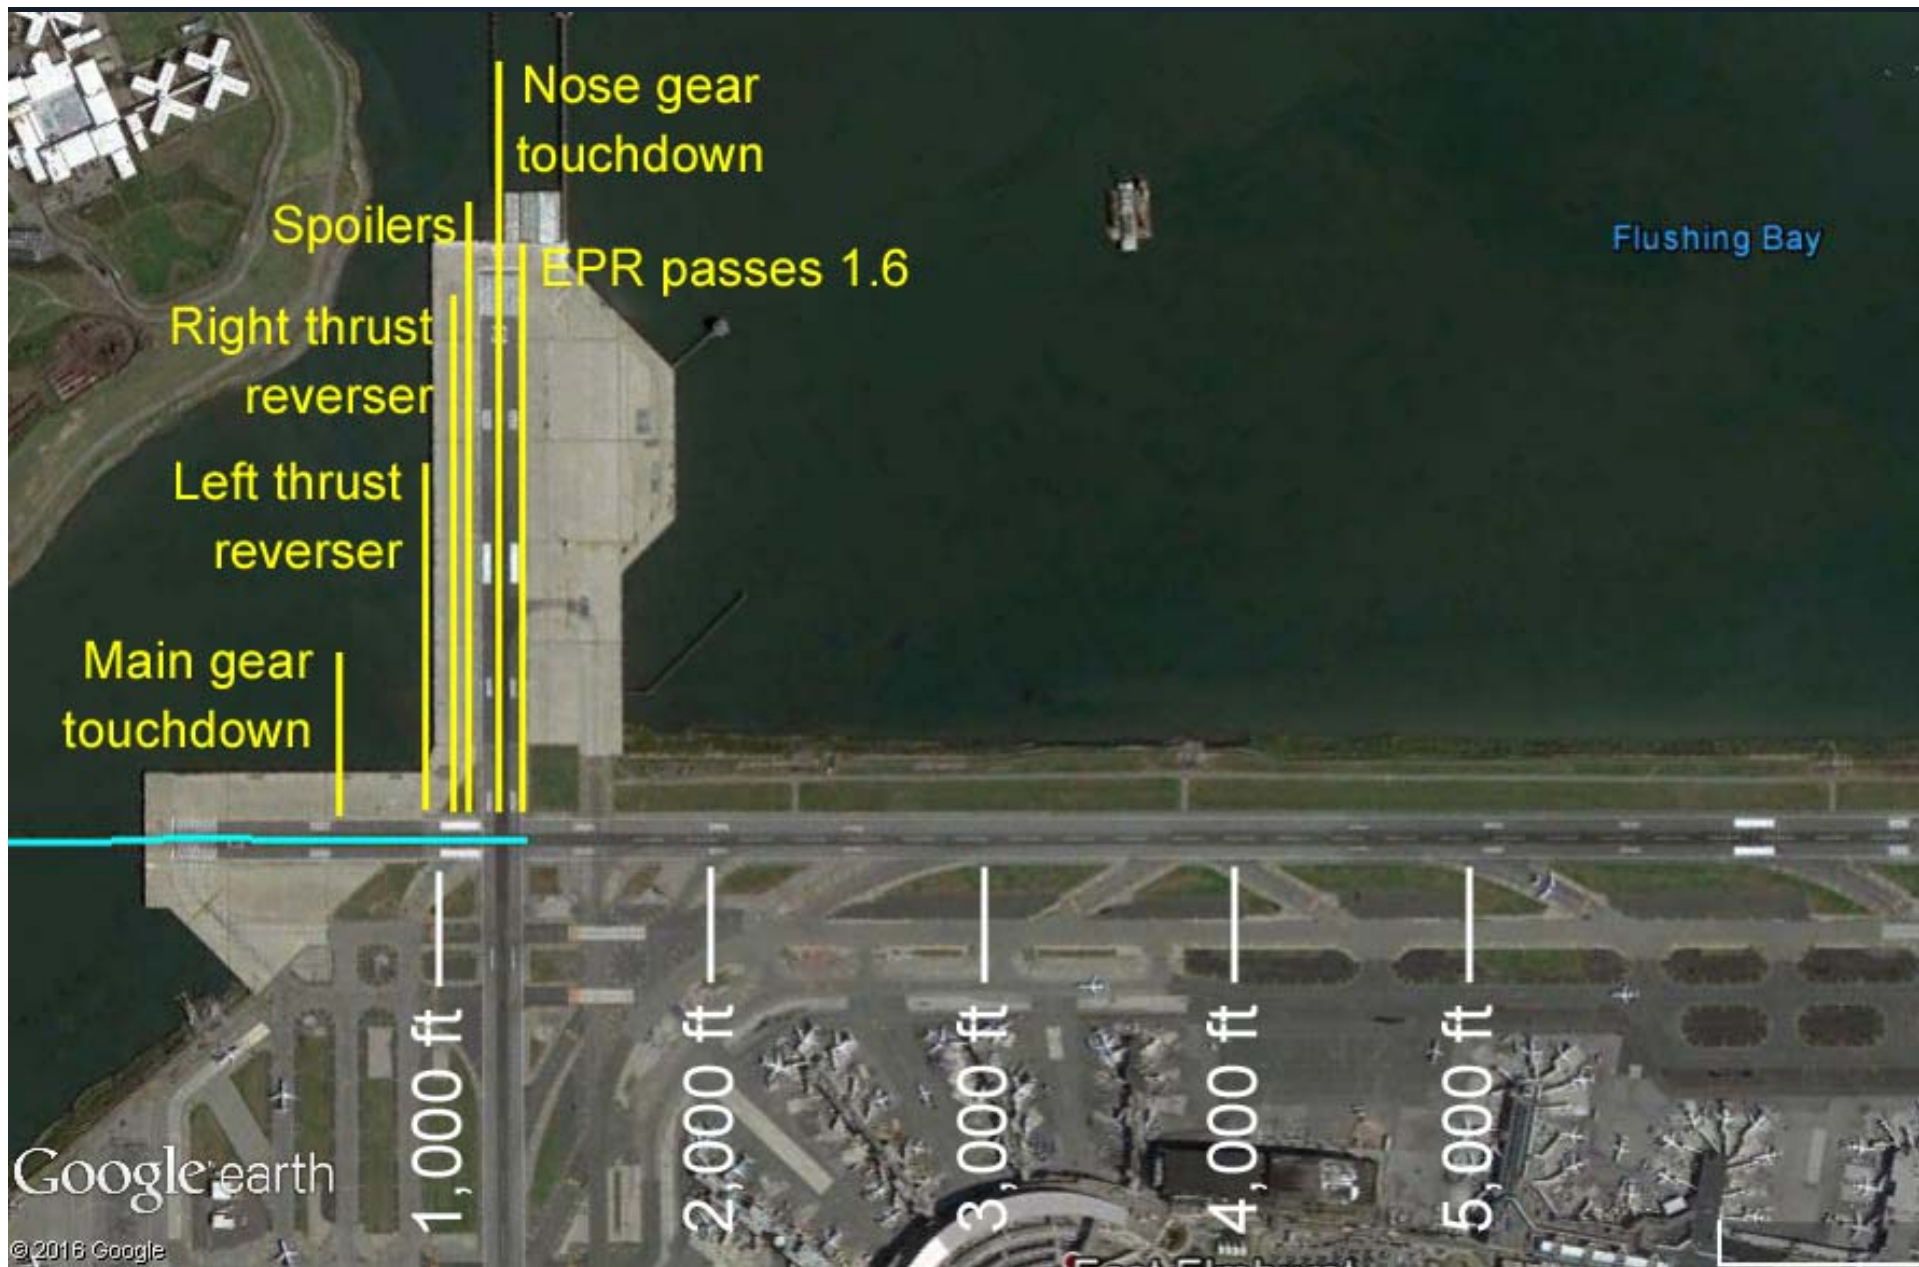 Nose gear
touchdown
Spoilers
EPR passes 1.6
Flushing Bay
Right thrust
reverser
Left thrust
reverser
Main gear
touchdown
1,000 ft
2,000 ft
3,000 ft
4,000 ft
5,000 ft
Google earth
© 2016 Google
East Elmhurst